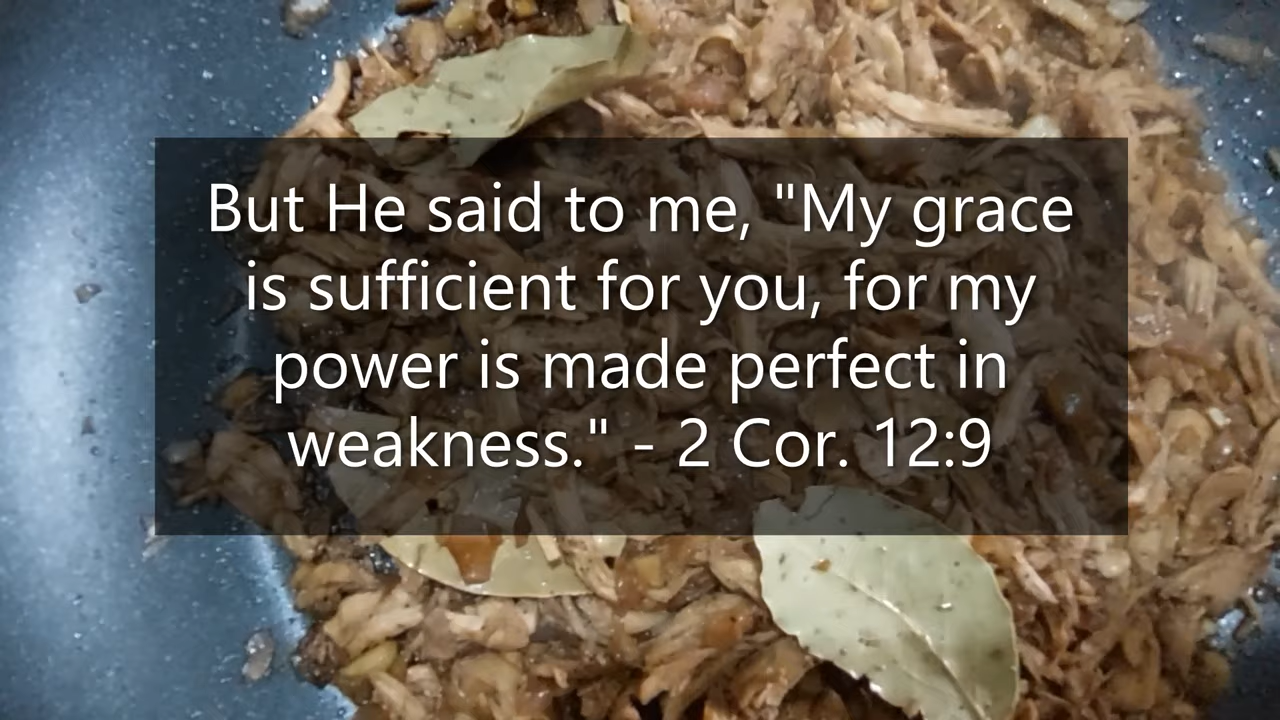 But He said to me, "My grace
is sufficient for you, for my
power is made perfect in
weakness." - 2 Cor. 12:9